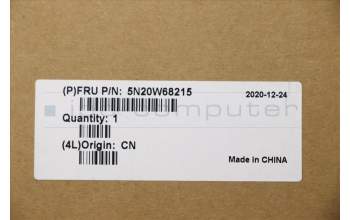 (P)FRU P/N: 5N20W68215
2020-12-24
Quantity: 1
(4L)Origin: CN
Made in CHINA